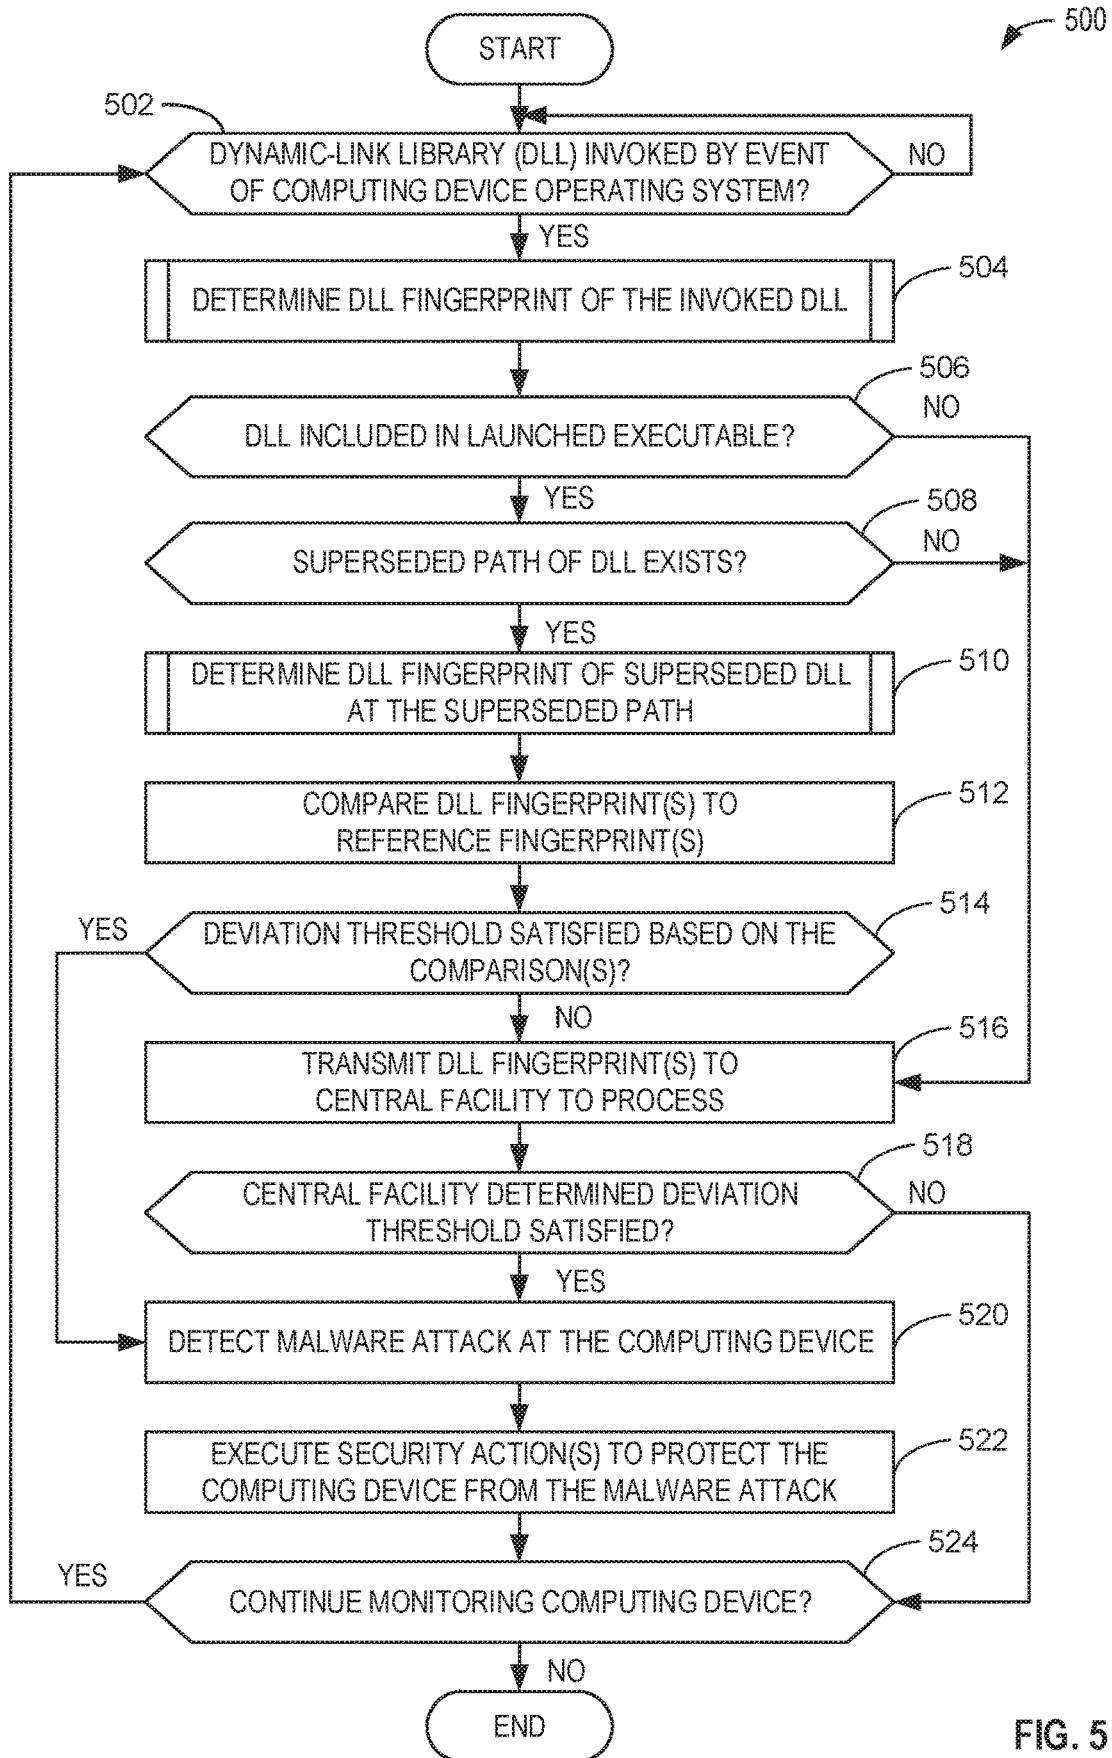 500
START
502
DYNAMIC-LINK LIBRARY (DLL) INVOKED BY EVENT
OF COMPUTING DEVICE OPERATING SYSTEM?
NO
YES
504
DETERMINE DLL FINGERPRINT OF THE INVOKED DLL
506
NO
DLL INCLUDED IN LAUNCHED EXECUTABLE?
YES
508
NO
SUPERSEDED PATH OF DLL EXISTS?
YES
510
DETERMINE DLL FINGERPRINT OF SUPERSEDED DLL
AT THE SUPERSEDED PATH
512
COMPARE DLL FINGERPRINT(S) TO
REFERENCE FINGERPRINT(S)
514
YES
DEVIATION THRESHOLD SATISFIED BASED ON THE
COMPARISON(S)?
NO
516
TRANSMIT DLL FINGERPRINT(S) TO
CENTRAL FACILITY TO PROCESS
518
NO
CENTRAL FACILITY DETERMINED DEVIATION
THRESHOLD SATISFIED?
YES
520
DETECT MALWARE ATTACK AT THE COMPUTING DEVICE
522
EXECUTE SECURITY ACTION(S) TO PROTECT THE
COMPUTING DEVICE FROM THE MALWARE ATTACK
524
YES
CONTINUE MONITORING COMPUTING DEVICE?
NO
END
FIG. 5